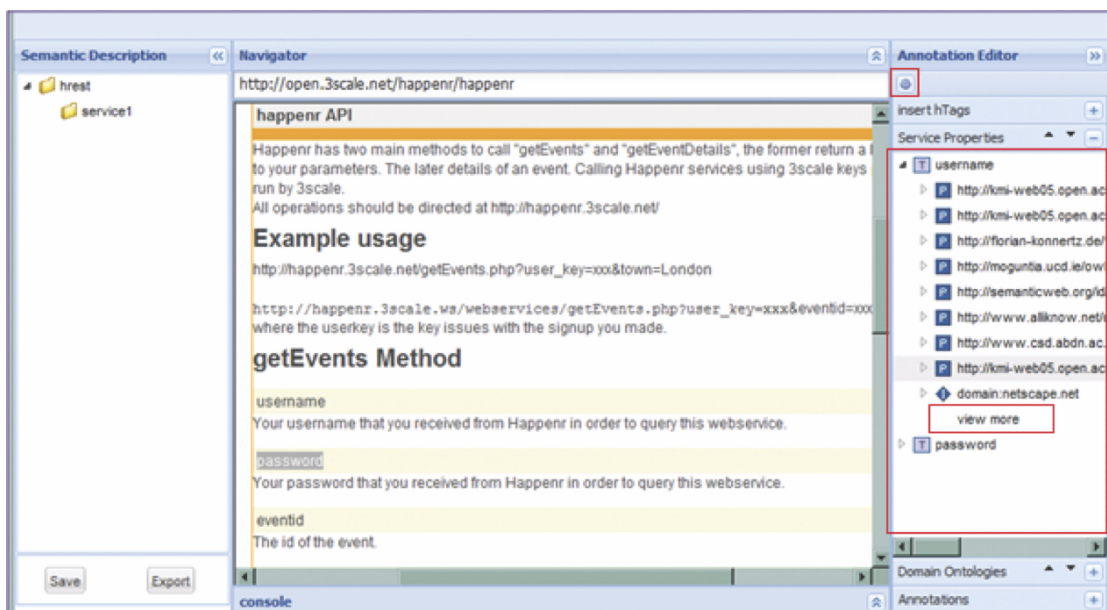 Semantic Description
hrest
service1
Save
Export
Navigator
http://open.3scale.net/happenr/happenr
happenr API
Happenr has two main methods to call "getEvents" and "getEventDetails", the former return a
to your parameters. The later details of an event. Calling Happenr services using 3scale keys
run by 3scale.
All operations should be directed at http://happenr.3scale.net/
Example usage
http://happenr.3scale.net/getEvents.php?user_key=xxx&town=London
http://happenr.3scale.ws/webservices/getEvents.php?user_key=xxx&eventid=xxx
where the userkey is the key issues with the signup you made.
getEvents Method
username
Your username that you received from Happenr in order to query this webservice.
password
Your password that you received from Happenr in order to query this webservice.
eventid
The id of the event.
console
Annotation Editor
insert hTags
Service Properties
T username
P http://kmi-web05.open.ac
P http://kmi-web05.open.ac
P http://florian-konnertz.de/
P http://moguntia.ucd.ie/owl
P http://semanticweb.org/id
P http://www.alliknow.net/
P http://www.csd.abdn.ac.
P http://kmi-web05.open.ac
I domain:netscape.net
view more
T password
Domain Ontologies
Annotations